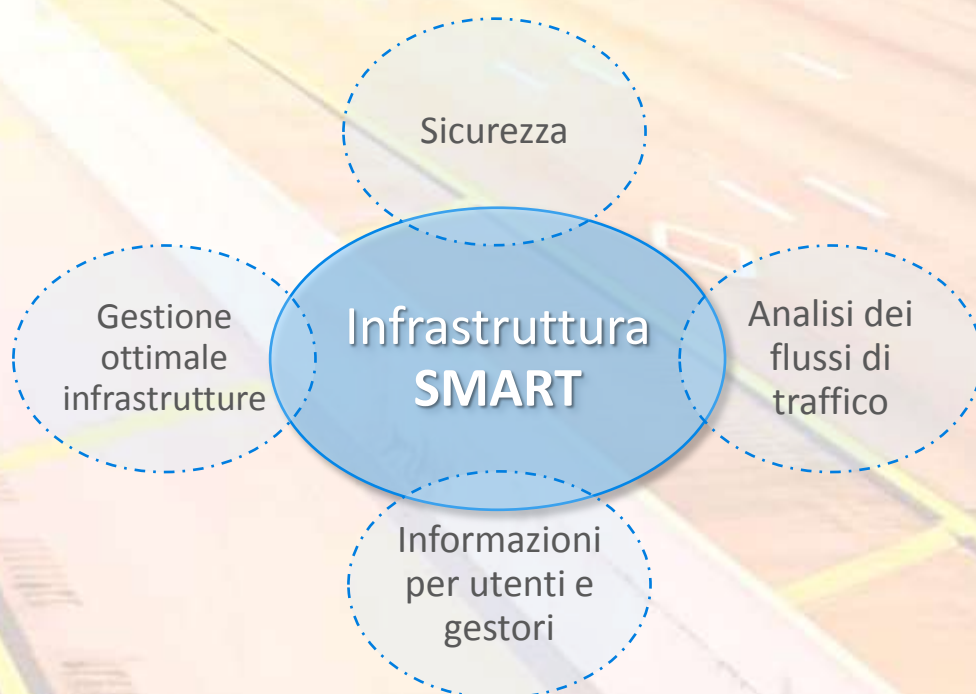 Sicurezza
Gestione
ottimale
infrastrutture
Infrastruttura
SMART
Analisi dei
flussi di
traffico
Informazioni
per utenti e
gestori